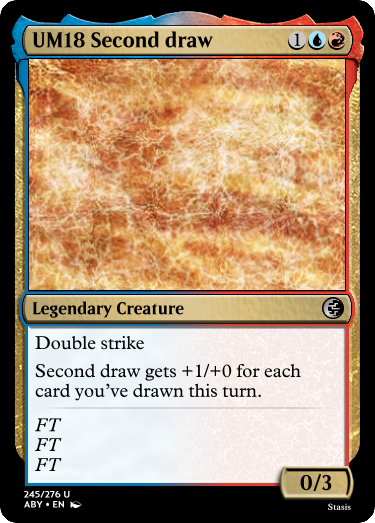 UM18 Second draw
1
Legendary Creature
Double strike
Second draw gets +1/+0 for each
card you've drawn this turn.
FT
FT
FT
0/3
245/276 U
ABY • EN
Stasis